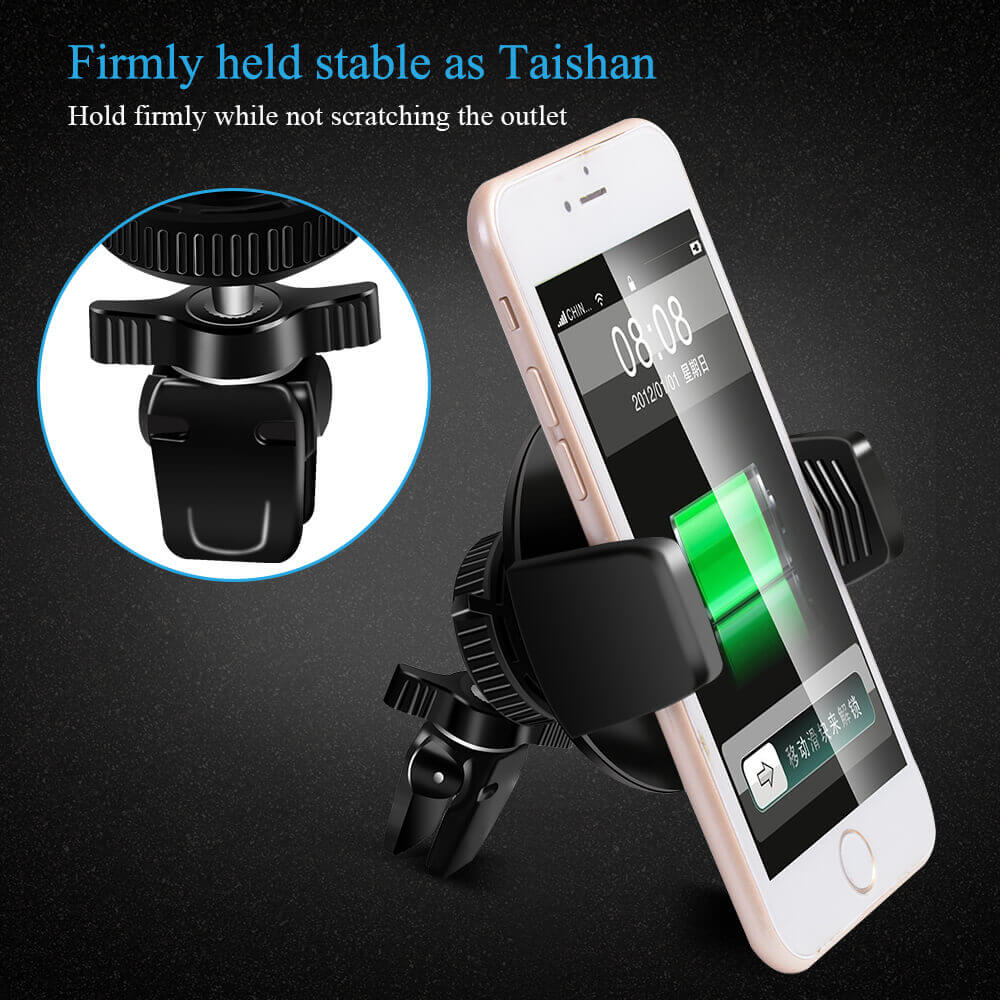 Firmly held stable as Taishan
Hold firmly while not scratching the outlet
CHIN...
08:08
2012/01/01 星期日
移动滑块来解锁